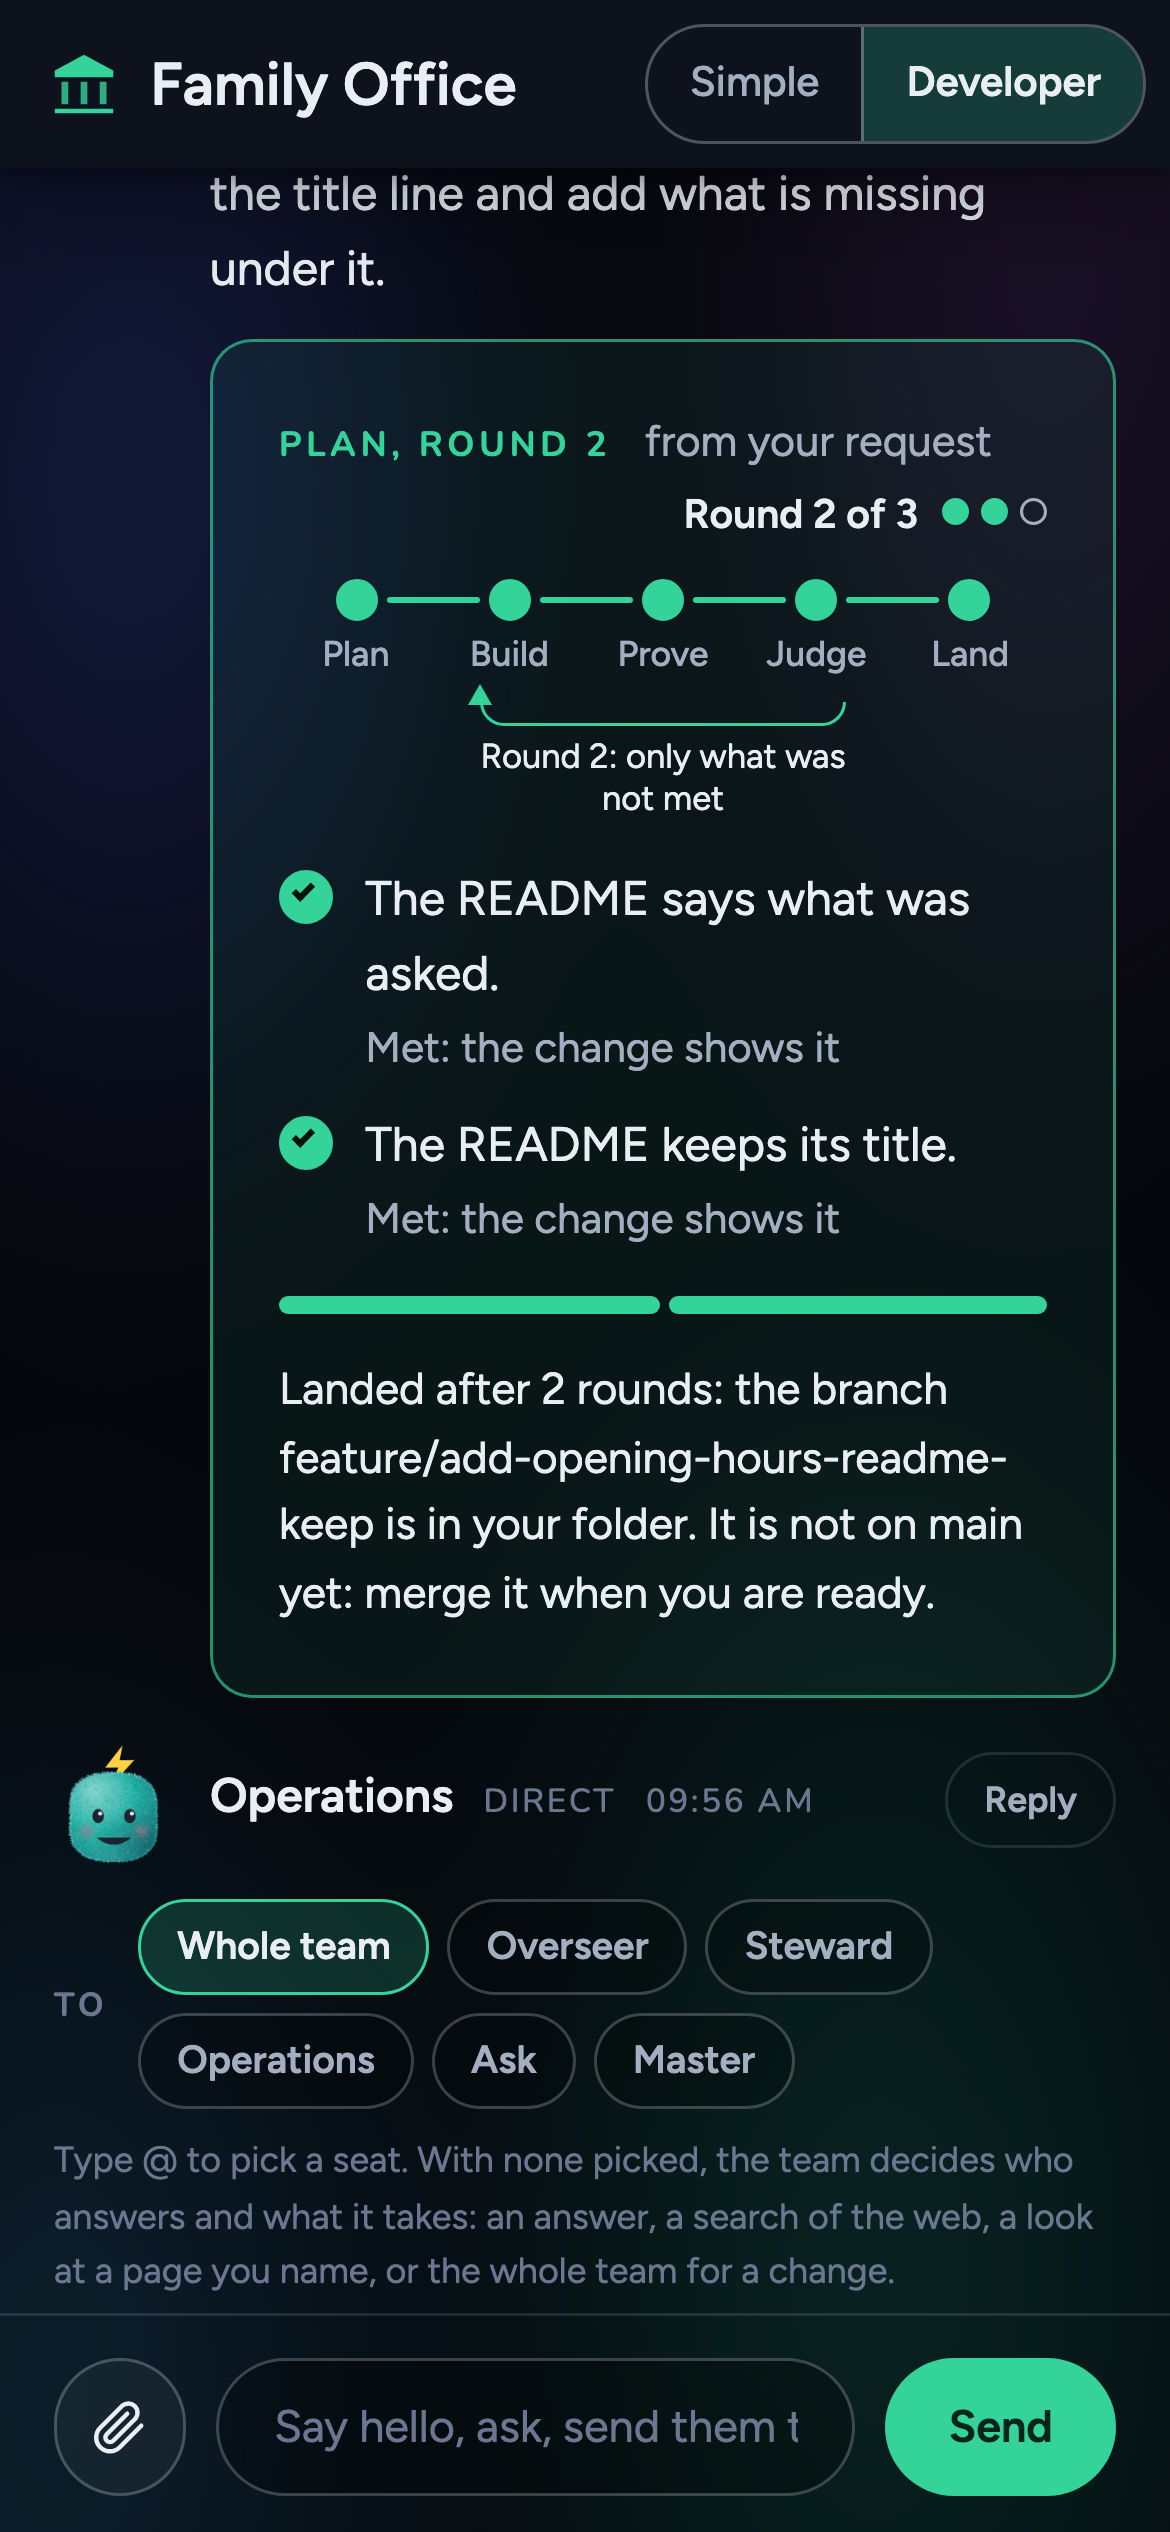 Family Office
Simple
Developer
the title line and add what is missing
under it.
PLAN, ROUND 2 from your request
Round 2 of 3
Plan
Build
Prove
Judge
Land
Round 2: only what was
not met
The README says what was
asked.
Met: the change shows it
The README keeps its title.
Met: the change shows it
Landed after 2 rounds: the branch
feature/add-opening-hours-readme-
keep is in your folder. It is not on main
yet: merge it when you are ready.
Operations DIRECT 09:56 AM
Reply
TO
Whole team
Overseer
Steward
Operations
Ask
Master
Type @ to pick a seat. With none picked, the team decides who
answers and what it takes: an answer, a search of the web, a look
at a page you name, or the whole team for a change.
Say hello, ask, send them t
Send